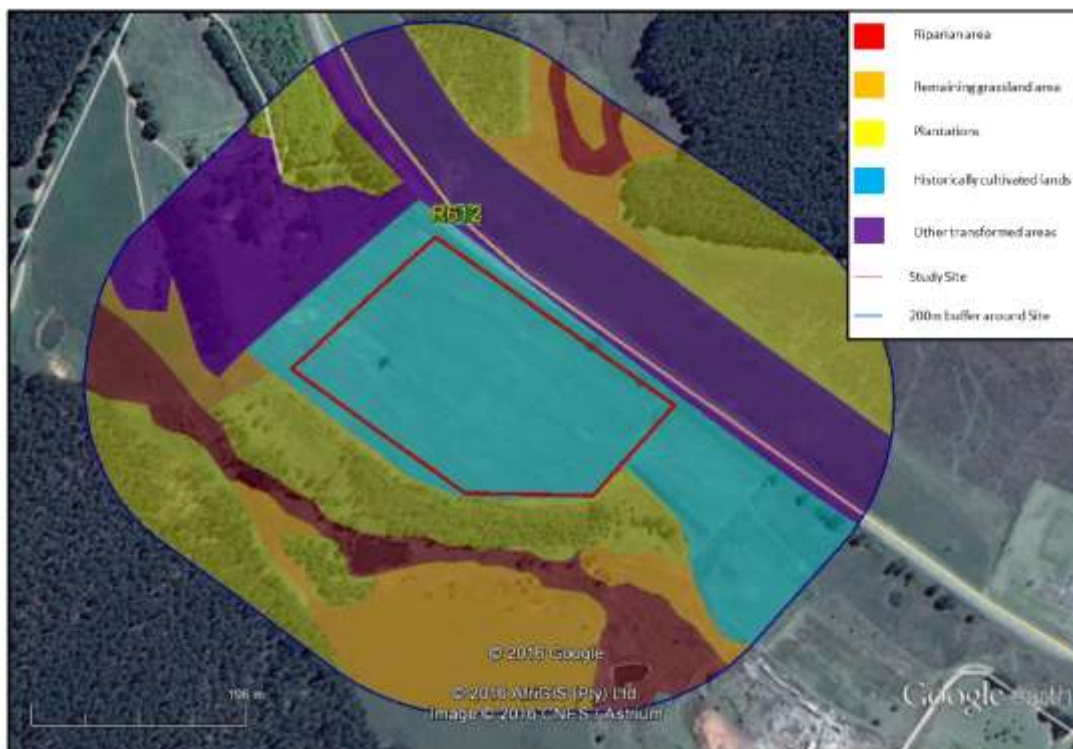 Riparian area
Remaining grassland area
Plantations
Historically cultivated lands
Other transformed areas
Study Site
200m buffer around Site
R612
196 m
© 2016 Google
© 2016 AfriGIS (Pty) Ltd.
Image © 2016 CNES / Astrium
Google earth